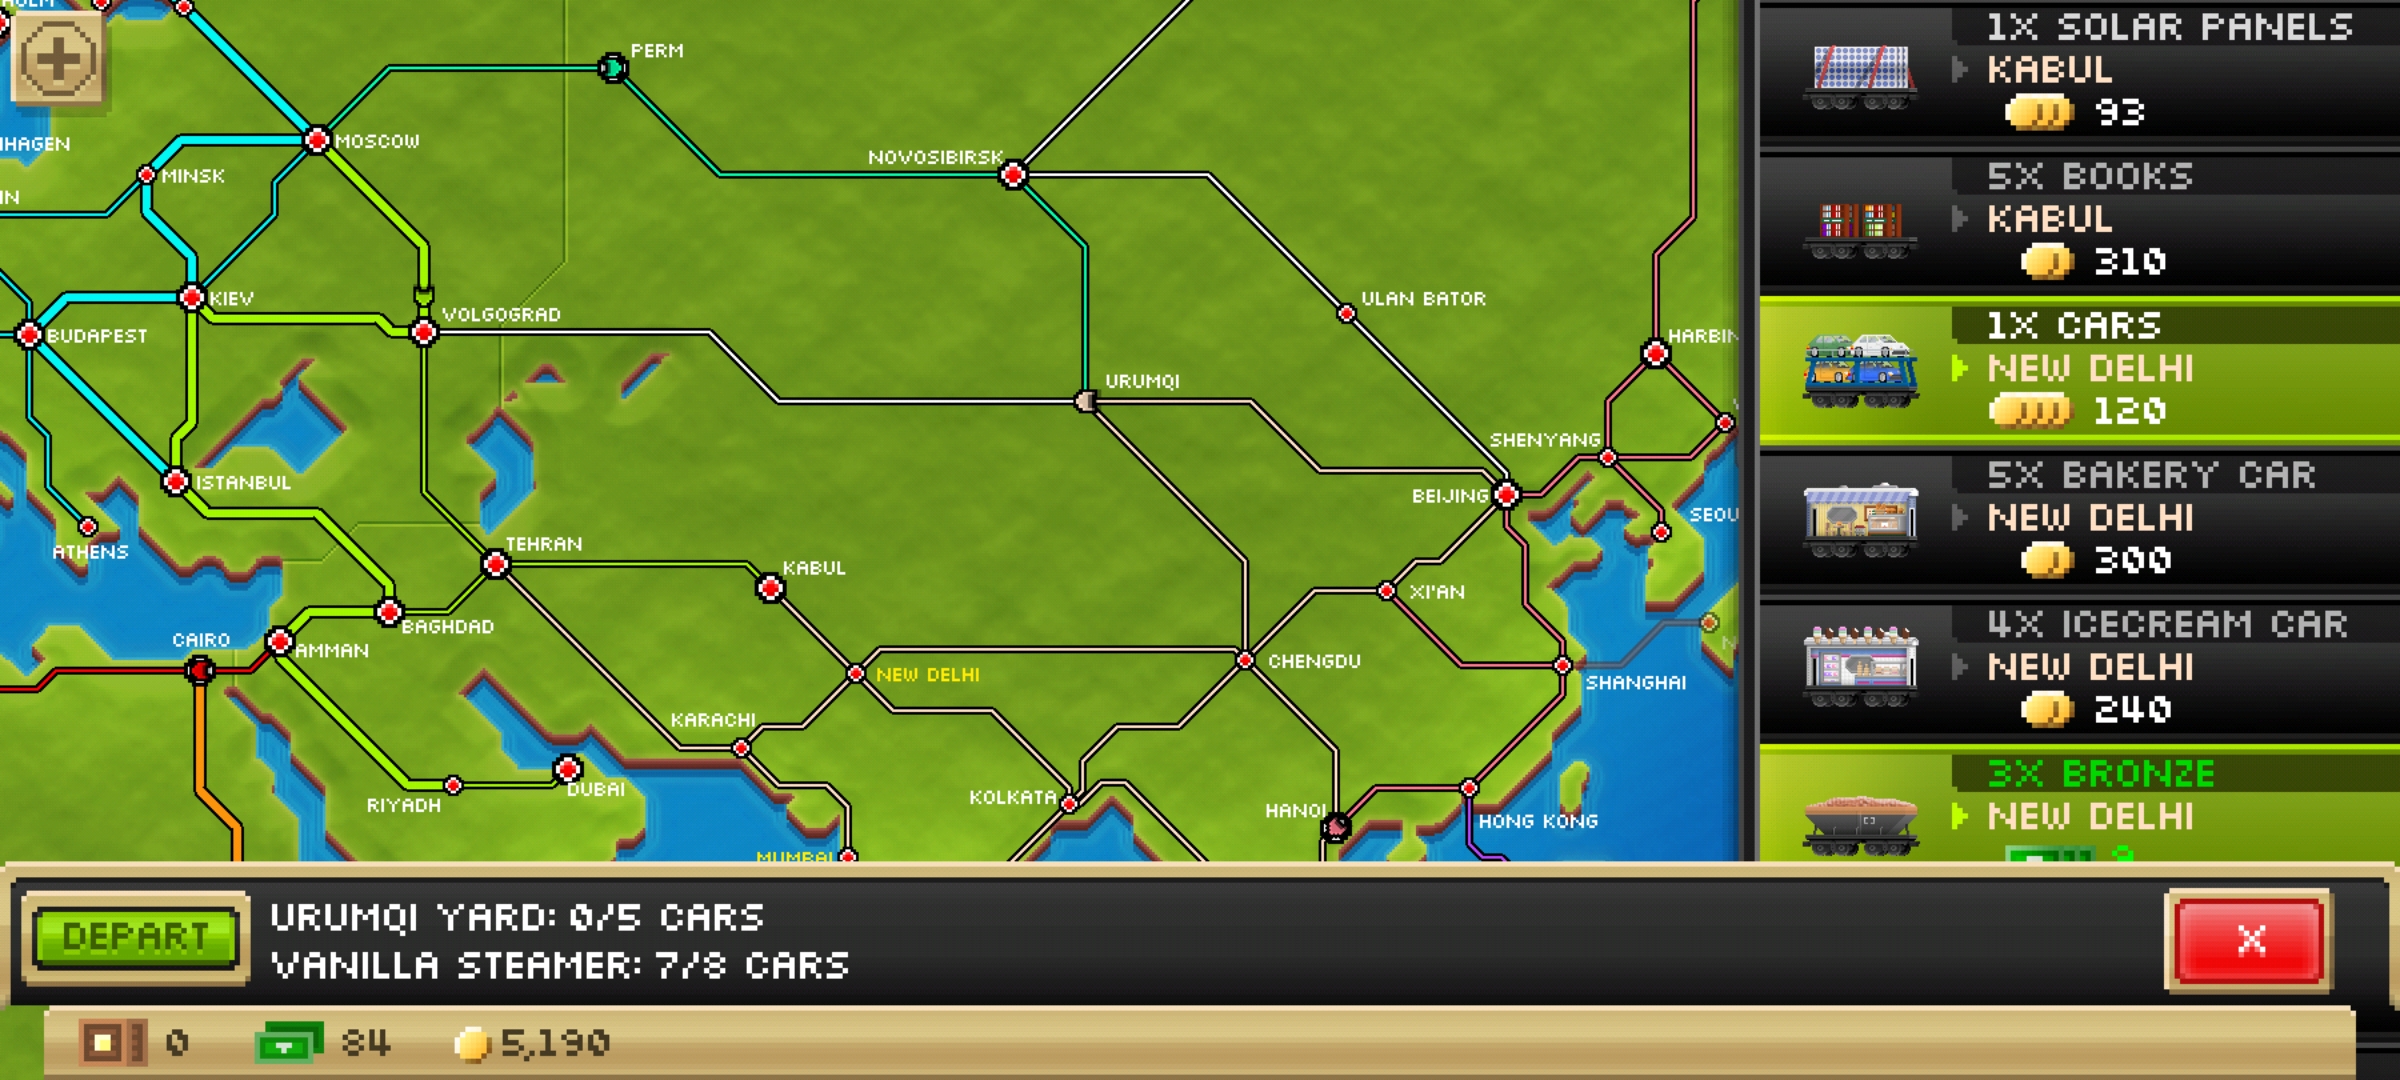 PERM
MOSCOW
HAGEN
NOVOSIBIRSK
MINSK
IN
KIEV
ULAN BATOR
VOLGOGRAD
BUDAPEST
HARBIN
URUMQI
SHENYANG
ISTANBUL
BEIJING
SEOU
ATHENS
TEHRAN
KABUL
XI'AN
BAGHDAD
CAIRO
AMMAN
CHENGDU
NEW DELHI
SHANGHAI
KARACHI
DUBAI
RIYADH
KOLKATA
HANOI
HONG KONG
MUMBAI
1X SOLAR PANELS
KABUL
93
5X BOOKS
KABUL
310
1X CARS
NEW DELHI
120
5X BAKERY CAR
NEW DELHI
300
4X ICECREAM CAR
NEW DELHI
240
3X BRONZE
NEW DELHI
DEPART
URUMQI YARD: 0/5 CARS
VANILLA STEAMER: 7/8 CARS
X
0
84
5,190